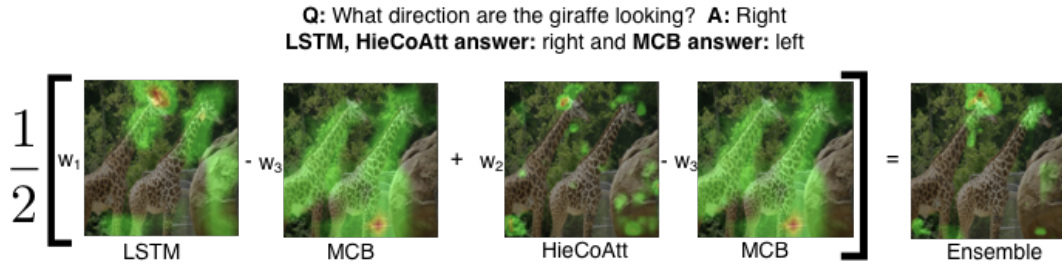 Q: What direction are the giraffe looking? A: Right
LSTM, HieCoAtt answer: right and MCB answer: left
1/2 [ w₁ - w₃ + w₂ - w₃ ] =
LSTM MCB HieCoAtt MCB Ensemble